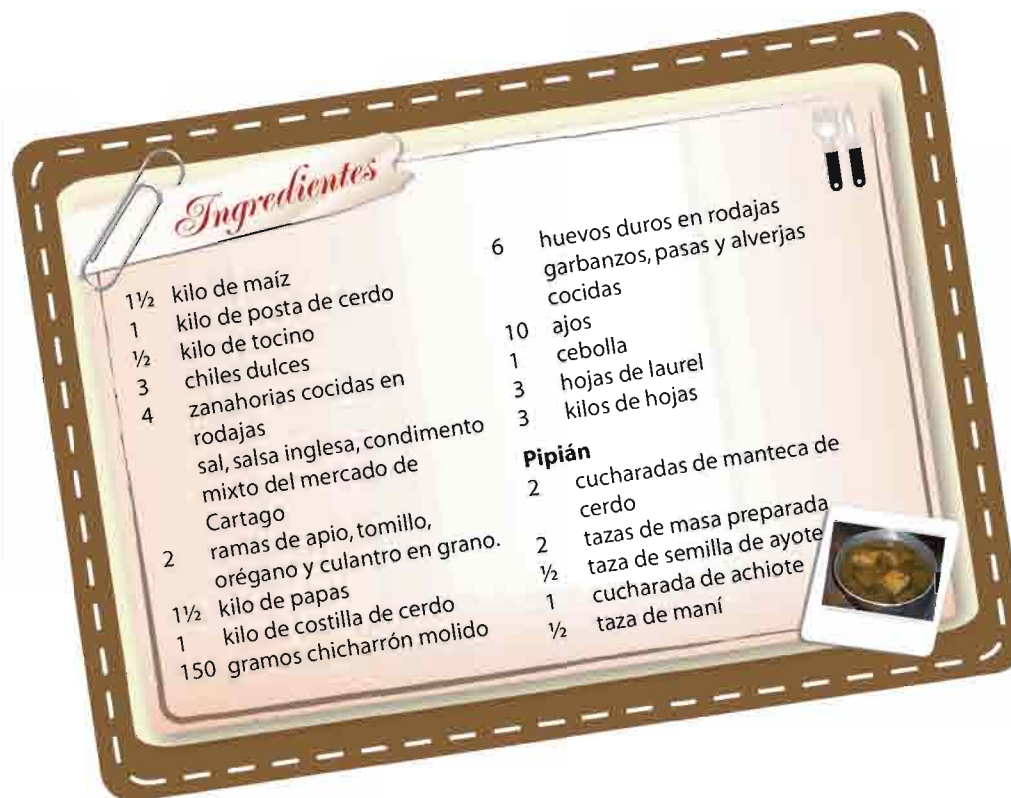 Ingredientes
1½ kilo de maíz
1 kilo de posta de cerdo
½ kilo de tocino
3 chiles dulces
4 zanahorias cocidas en
rodajas
sal, salsa inglesa, condimento
mixto del mercado de
Cartago
2 ramas de apio, tomillo,
orégano y culantro en grano.
1½ kilo de papas
1 kilo de costilla de cerdo
150 gramos chicharrón molido
6 huevos duros en rodajas
garbanzos, pasas y alverjas
cocidas
10 ajos
1 cebolla
3 hojas de laurel
3 kilos de hojas
Pipián
2 cucharadas de manteca de
cerdo
2 tazas de masa preparada
½ taza de semilla de ayote
1 cucharada de achiote
½ taza de maní